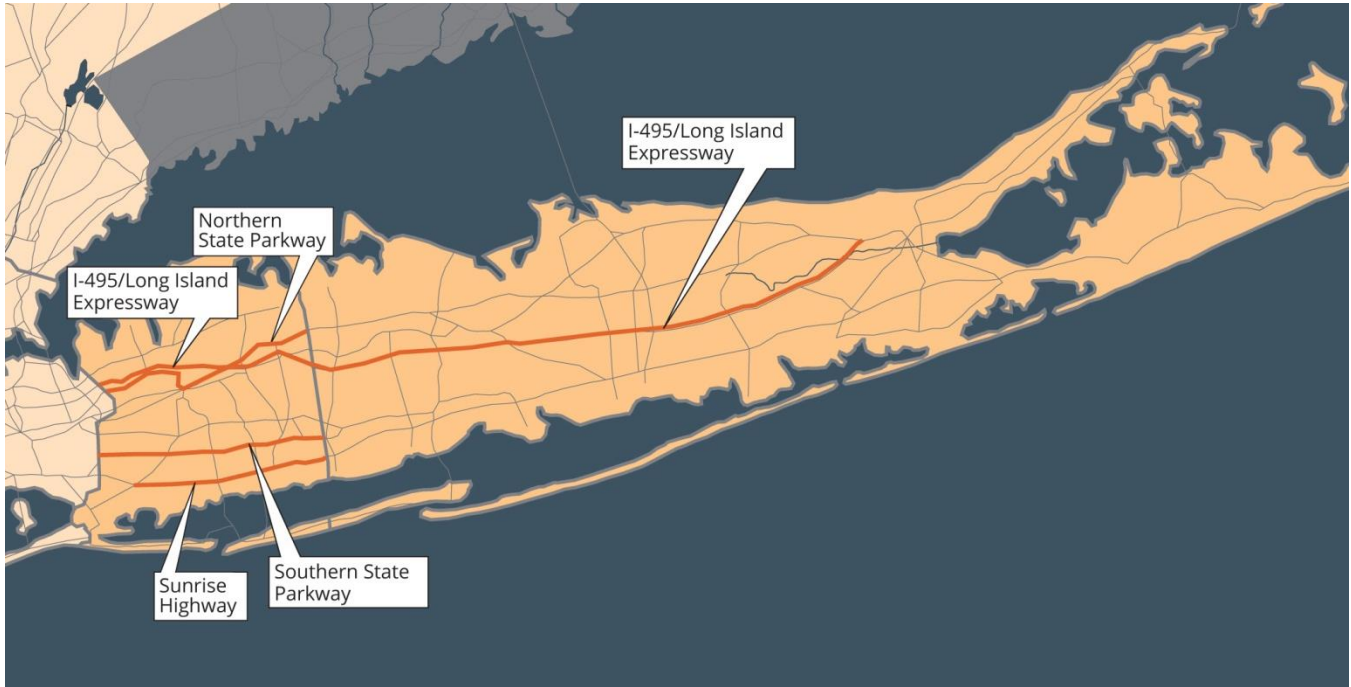 I-495/Long Island
Expressway
Northern
State Parkway
I-495/Long Island
Expressway
Sunrise
Highway
Southern State
Parkway